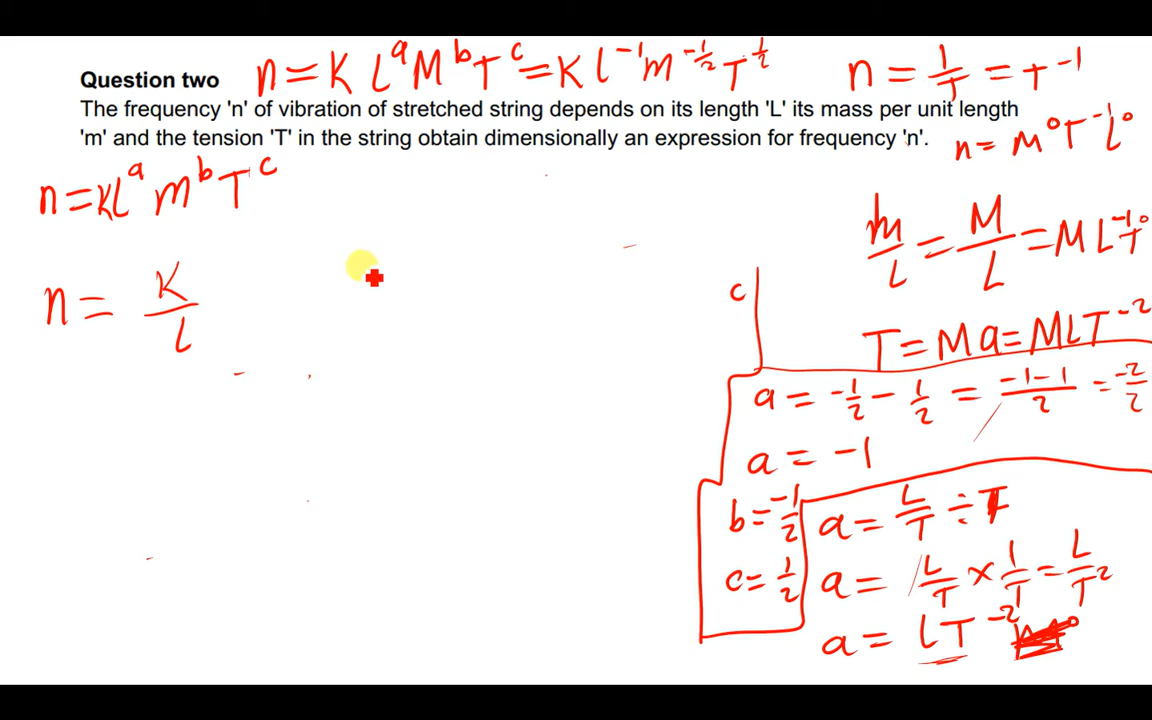 Question two
n = K l^a M^b T^c = K l^-1 m^-1/2 T^1/2
n = 1/T = T^-1
The frequency 'n' of vibration of stretched string depends on its length 'L' its mass per unit length
'm' and the tension 'T' in the string obtain dimensionally an expression for frequency 'n'.
n = M^0 T^-1 L^0
n = K l^a m^b T^c
m/L = M/L = M L^-1 T^0
n = K/l
c
T = Ma = MLT^-2
a = -1/2 - 1/2 = -1-1/2 = -2/2
a = -1
b = -1/2
a = L/T ÷ T
c = 1/2
a = L/T × 1/T = L/T^2
a = LT^-2